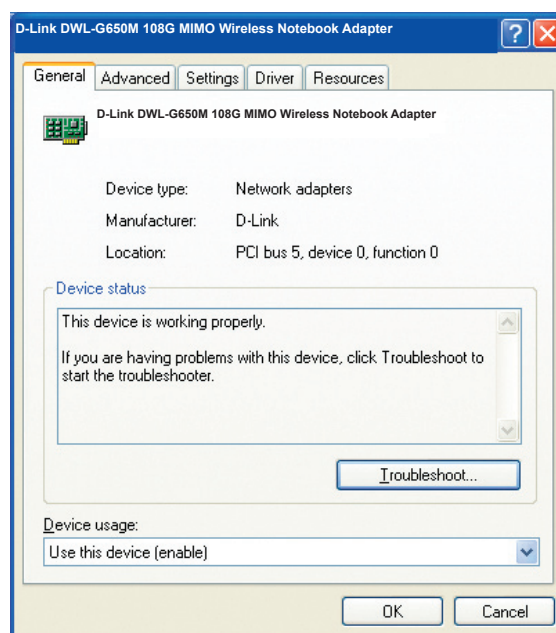 D-Link DWL-G650M 108G MIMO Wireless Notebook Adapter
General Advanced Settings Driver Resources
D-Link DWL-G650M 108G MIMO Wireless Notebook Adapter
Device type: Network adapters
Manufacturer: D-Link
Location: PCI bus 5, device 0, function 0
Device status
This device is working properly.
If you are having problems with this device, click Troubleshoot to
start the troubleshooter.
Troubleshoot...
Device usage:
Use this device (enable)
OK Cancel